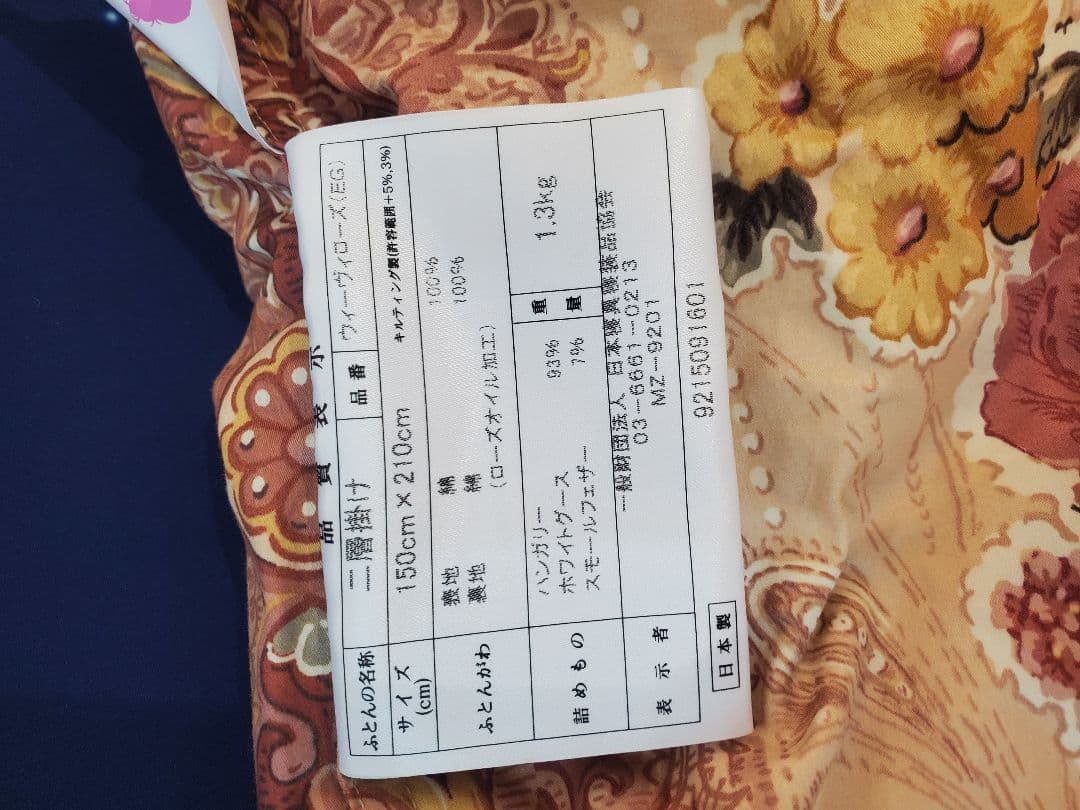 品質表示
ふとんの名称 二層掛け 品番 ウィーヴィローズ(EG)
サイズ(cm) 150cm×210cm キルティング製(許容範囲+5%,3%)
ふとんがわ 表地 綿 100%
裏地 綿 100%
(ローズオイル加工)
詰めもの ハンガリー
ホワイトグース 93%
スモールフェザー 7%
重量 1.3kg
表示者 一般財団法人 日本穫興機装品協会
03-6661-0213
MZ-9201
9215091601
日本製